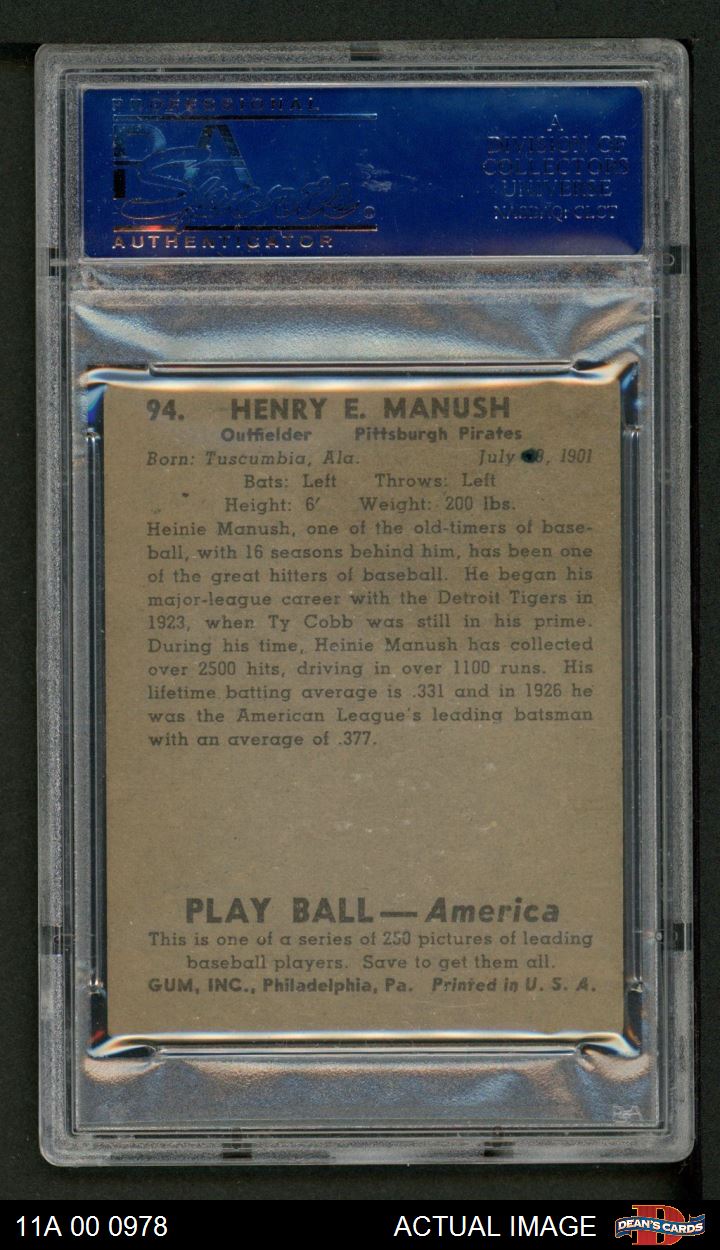 PROFESSIONAL
PSA
AUTHENTICATOR
A
DIVISION OF
COLLECTORS
UNIVERSE
NASDAQ: CLCT
94. HENRY E. MANUSH
Outfielder Pittsburgh Pirates
Born: Tuscumbia, Ala. July 8, 1901
Bats: Left Throws: Left
Height: 6′ Weight: 200 lbs.
Heinie Manush, one of the old-timers of base-
ball, with 16 seasons behind him, has been one
of the great hitters of baseball. He began his
major-league career with the Detroit Tigers in
1923, when Ty Cobb was still in his prime.
During his time, Heinie Manush has collected
over 2500 hits, driving in over 1100 runs. His
lifetime batting average is .331 and in 1926 he
was the American League's leading batsman
with an average of .377.
PLAY BALL — America
This is one of a series of 250 pictures of leading
baseball players. Save to get them all.
GUM, INC., Philadelphia, Pa. Printed in U. S. A.
PSA
11A 00 0978 ACTUAL IMAGE DEAN'S CARDS